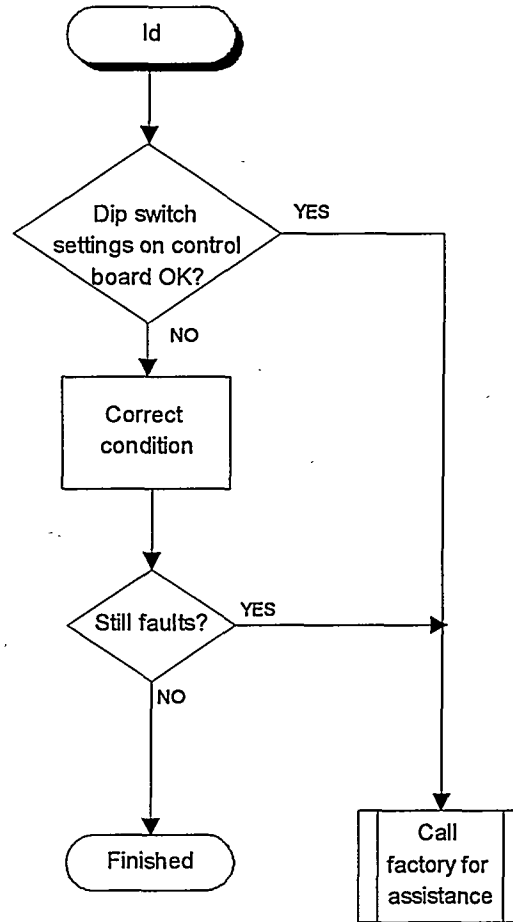 Id
Dip switch
settings on control
board OK?
YES
NO
Correct
condition
Still faults?
YES
NO
Finished
Call
factory for
assistance